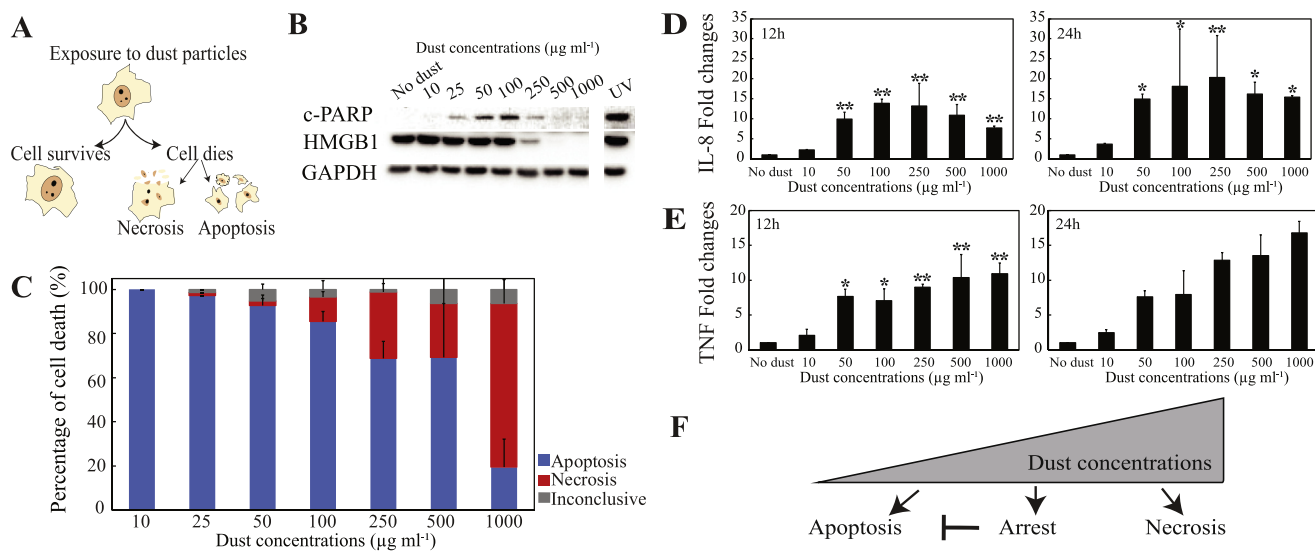 A
Exposure to dust particles
Cell survives
Cell dies
Necrosis
Apoptosis
B
Dust concentrations (µg ml-1)
No dust 10 25 50 100 250 500 1000 UV
c-PARP
HMGB1
GAPDH
C
Percentage of cell death (%)
100
80
60
40
20
0
10 25 50 100 250 500 1000
Dust concentrations (µg ml-1)
Apoptosis
Necrosis
Inconclusive
D
IL-8 Fold changes
12h
35
30
25
20
15
10
5
0
** ** ** ** **
No dust 10 50 100 250 500 1000
Dust concentrations (µg ml-1)
24h
35
30
25
20
15
10
5
0
* * ** * *
No dust 10 50 100 250 500 1000
Dust concentrations (µg ml-1)
E
TNF Fold changes
12h
20
15
10
5
0
* * ** ** **
No dust 10 50 100 250 500 1000
Dust concentrations (µg ml-1)
24h
20
15
10
5
0
No dust 10 50 100 250 500 1000
Dust concentrations (µg ml-1)
F
Dust concentrations
Apoptosis Arrest Necrosis